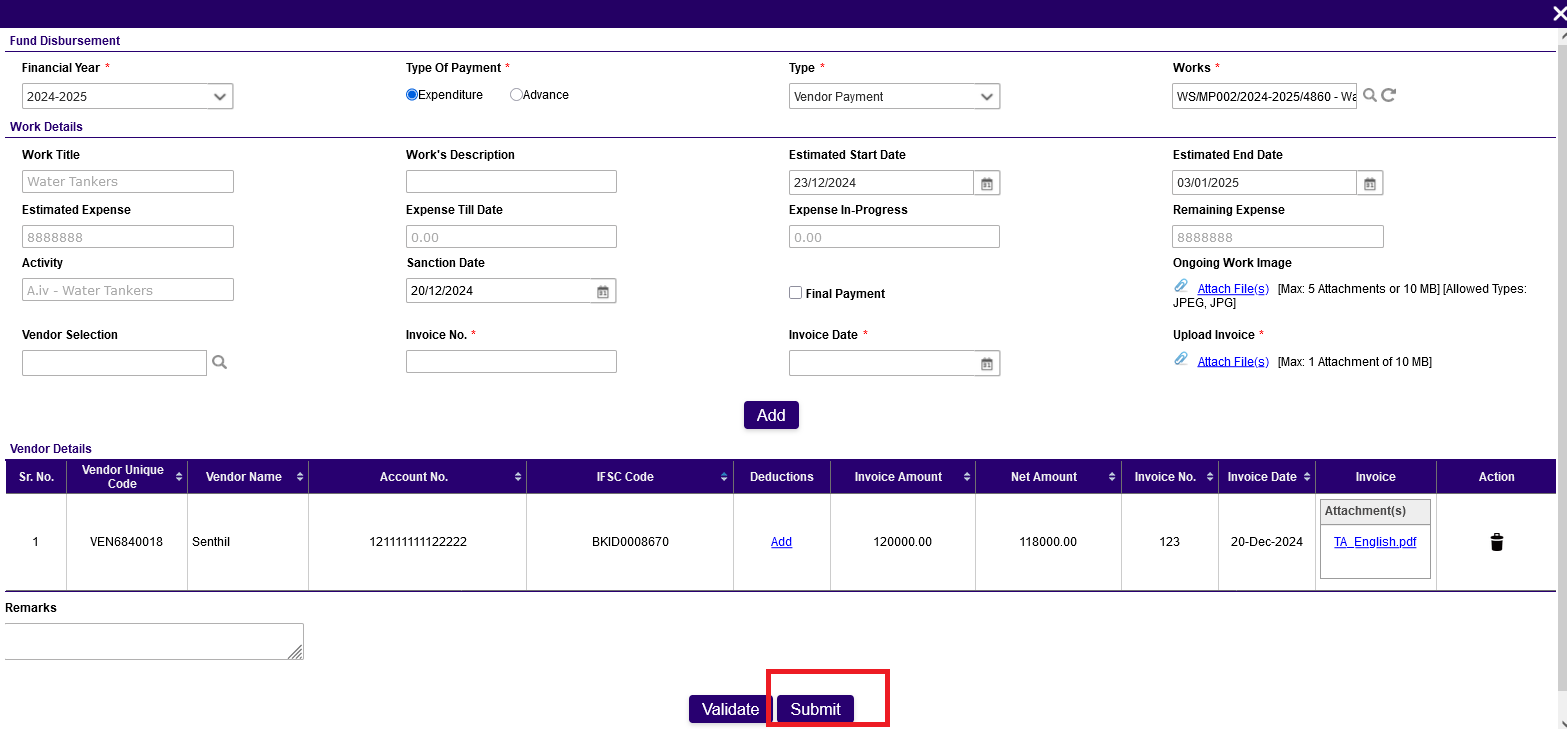 Fund Disbursement
Financial Year * Type Of Payment * Type * Works *
2024-2025 Expenditure Advance Vendor Payment WS/MP002/2024-2025/4860 - Wa
Work Details
Work Title Work's Description Estimated Start Date Estimated End Date
Water Tankers 23/12/2024 03/01/2025
Estimated Expense Expense Till Date Expense In-Progress Remaining Expense
8888888 0.00 0.00 8888888
Activity Sanction Date Ongoing Work Image
A.iv - Water Tankers 20/12/2024 Final Payment Attach File(s) [Max: 5 Attachments or 10 MB] [Allowed Types:
JPEG, JPG]
Vendor Selection Invoice No. * Invoice Date * Upload Invoice *
Attach File(s) [Max: 1 Attachment of 10 MB]
Add
Vendor Details
Sr. No. Vendor Unique Code Vendor Name Account No. IFSC Code Deductions Invoice Amount Net Amount Invoice No. Invoice Date Invoice Action
Attachment(s)
1 VEN6840018 Senthil 121111111122222 BKID0008670 Add 120000.00 118000.00 123 20-Dec-2024 TA_English.pdf
Remarks
Validate Submit